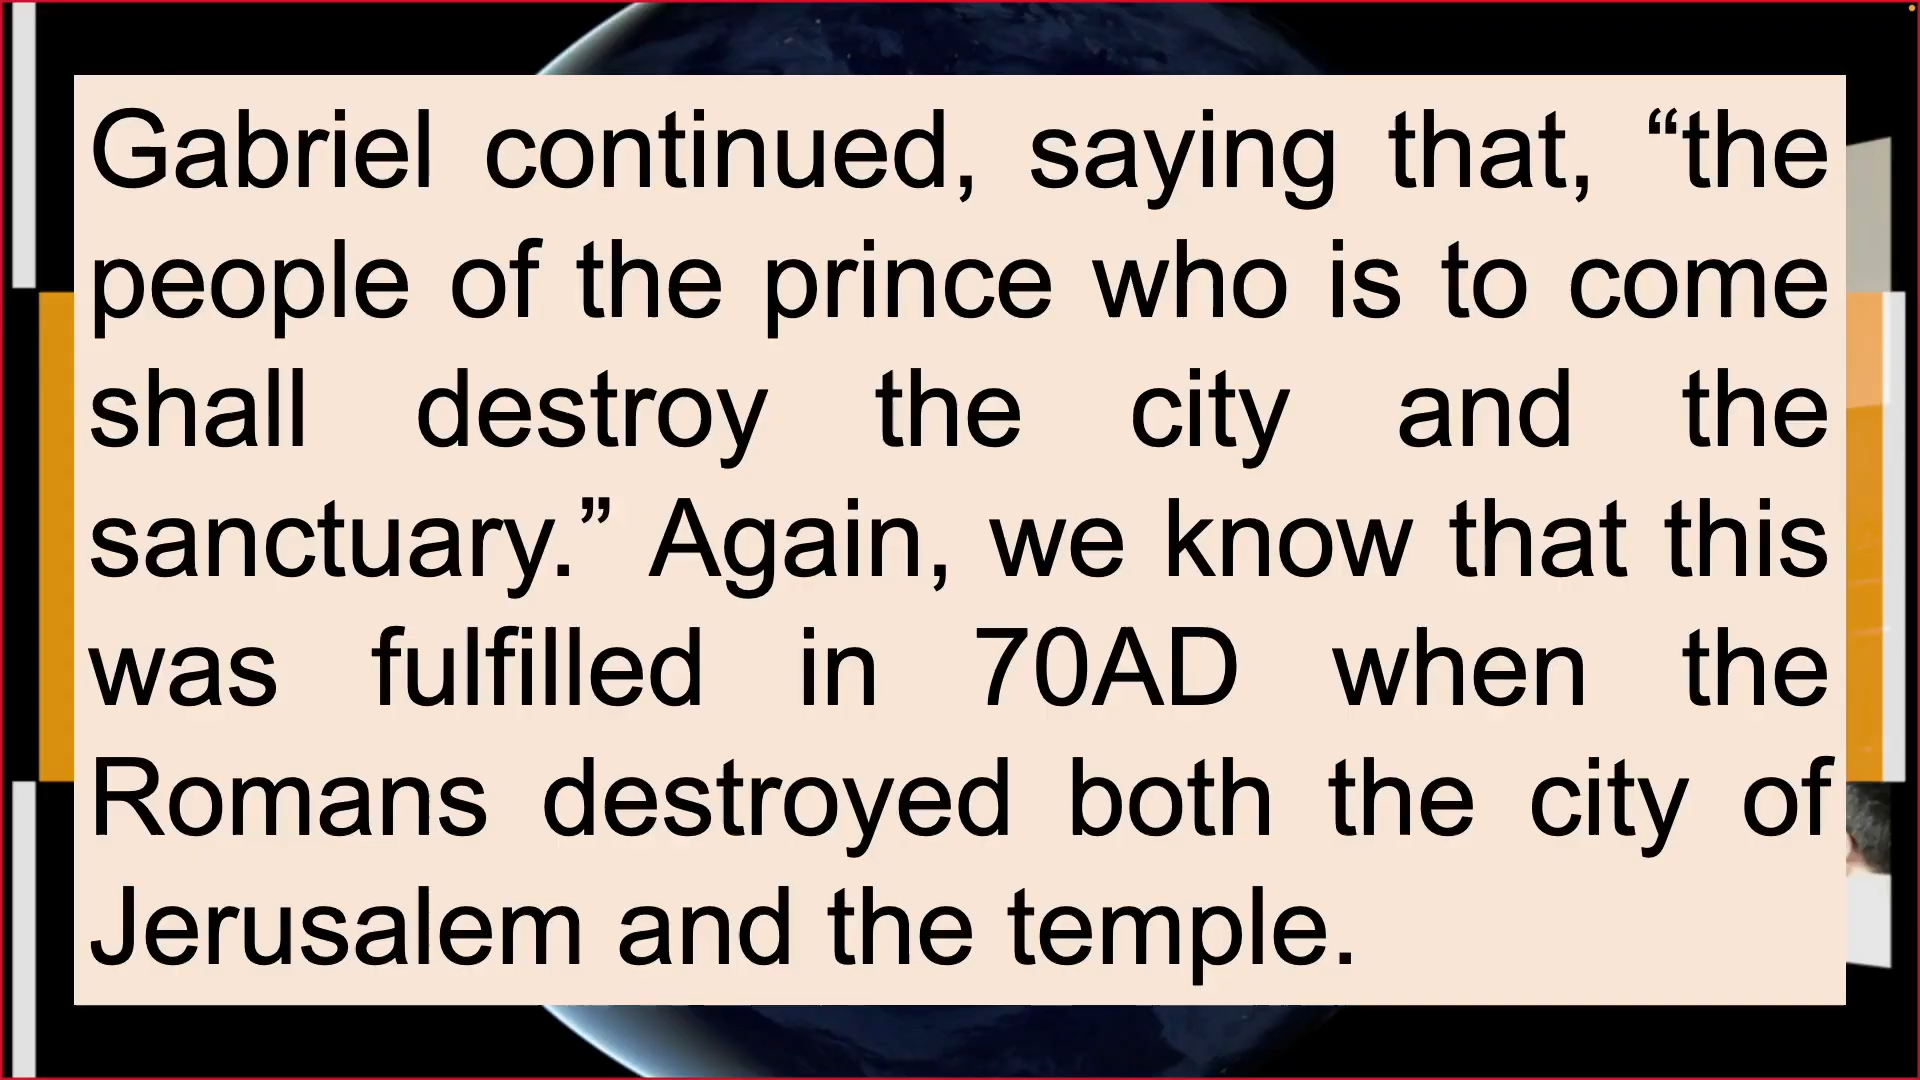 Gabriel continued, saying that, “the
people of the prince who is to come
shall destroy the city and the
sanctuary.” Again, we know that this
was fulfilled in 70AD when the
Romans destroyed both the city of
Jerusalem and the temple.